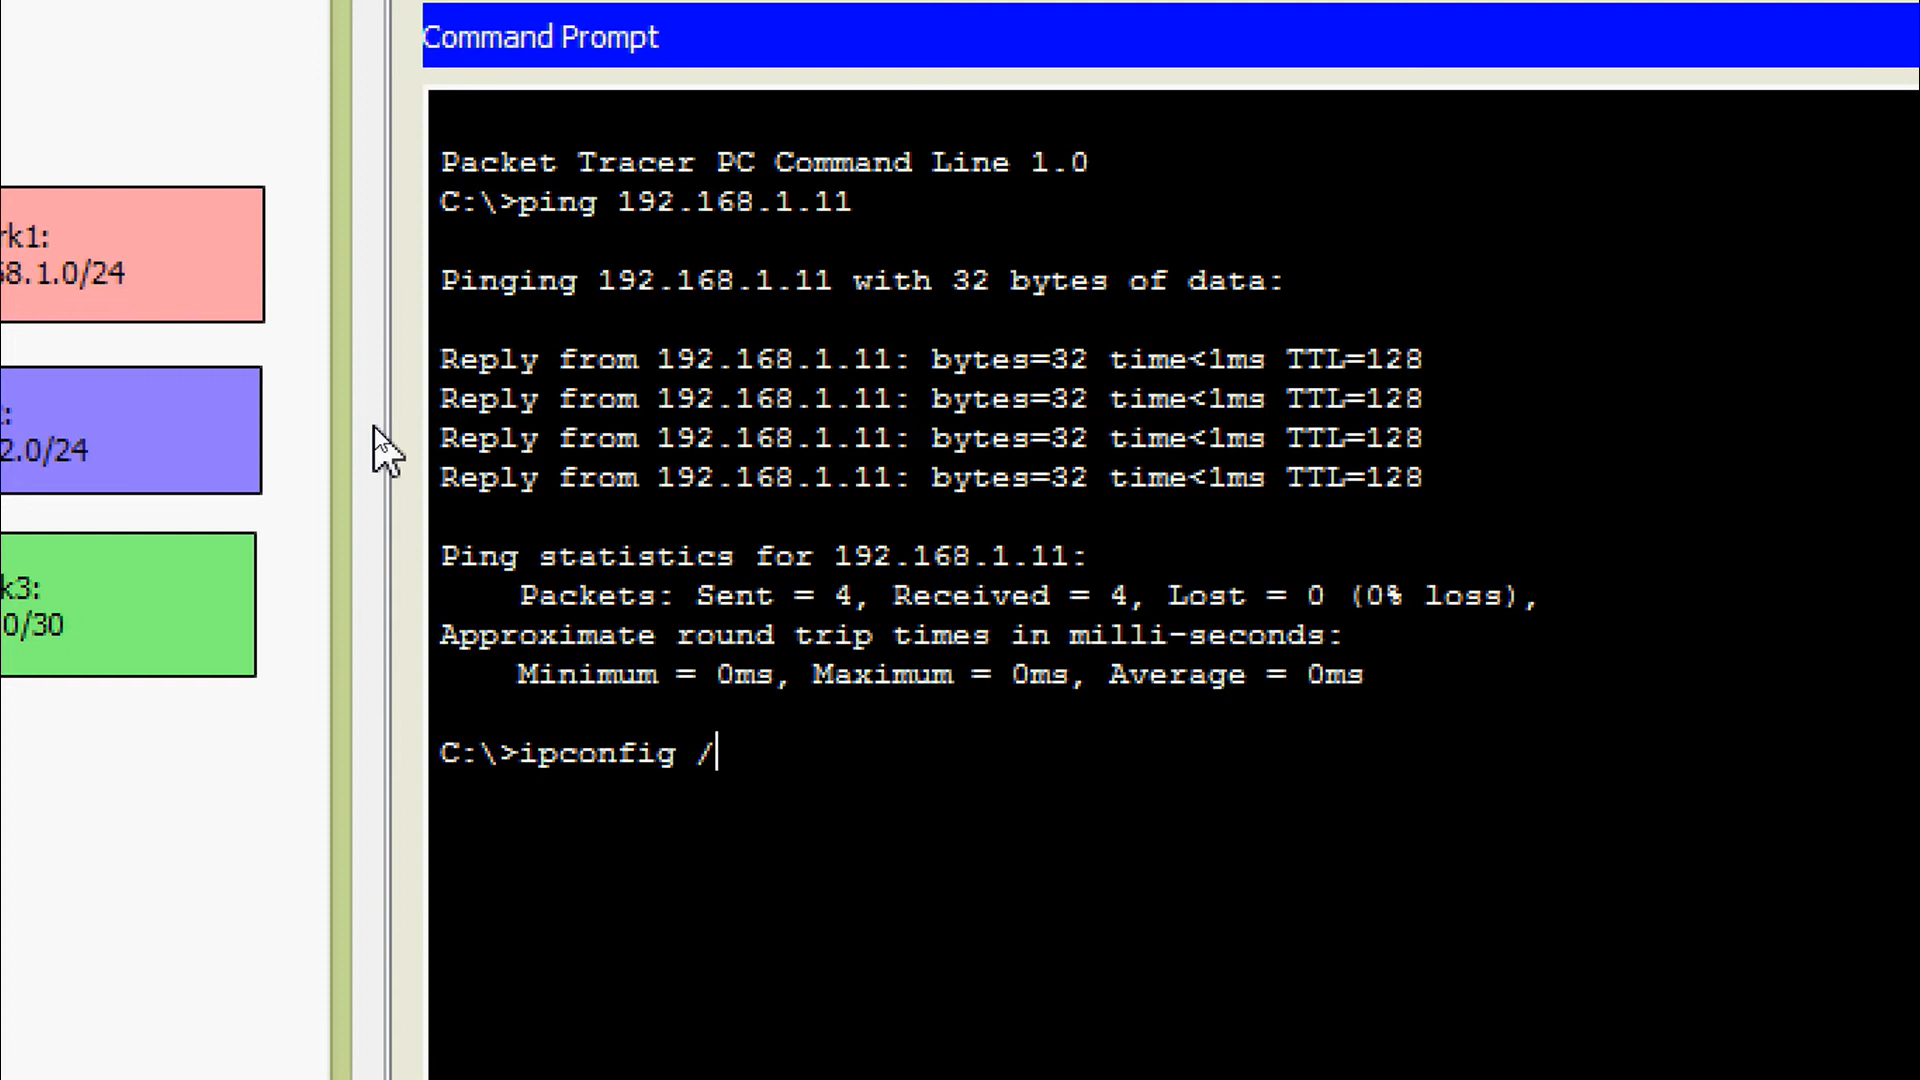 Command Prompt
Packet Tracer PC Command Line 1.0
C:\>ping 192.168.1.11
Pinging 192.168.1.11 with 32 bytes of data:
Reply from 192.168.1.11: bytes=32 time<1ms TTL=128
Reply from 192.168.1.11: bytes=32 time<1ms TTL=128
Reply from 192.168.1.11: bytes=32 time<1ms TTL=128
Reply from 192.168.1.11: bytes=32 time<1ms TTL=128
Ping statistics for 192.168.1.11:
Packets: Sent = 4, Received = 4, Lost = 0 (0% loss),
Approximate round trip times in milli-seconds:
Minimum = 0ms, Maximum = 0ms, Average = 0ms
C:\>ipconfig /
rk1:
68.1.0/24
:
2.0/24
k3:
0/30